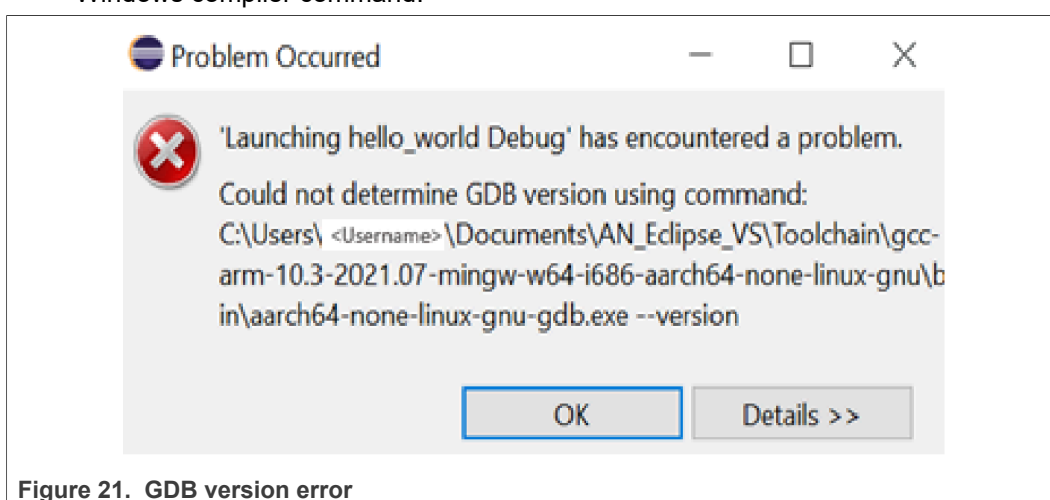 Windows compiler command.
Problem Occurred
'Launching hello_world Debug' has encountered a problem.
Could not determine GDB version using command:
C:\Users\ <Username> \Documents\AN_Eclipse_VS\Toolchain\gcc-
arm-10.3-2021.07-mingw-w64-i686-aarch64-none-linux-gnu\b
in\aarch64-none-linux-gnu-gdb.exe --version
OK Details >>
Figure 21. GDB version error